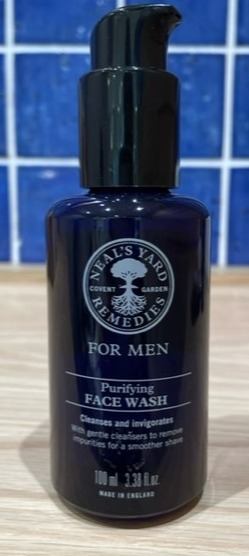 NEAL'S YARD
COVENT GARDEN
REMEDIES
FOR MEN
Purifying
FACE WASH
Cleanses and invigorates
With gentle cleansers to remove
impurities for a smoother shave
100 ml 3.38 fl.oz.
MADE IN ENGLAND